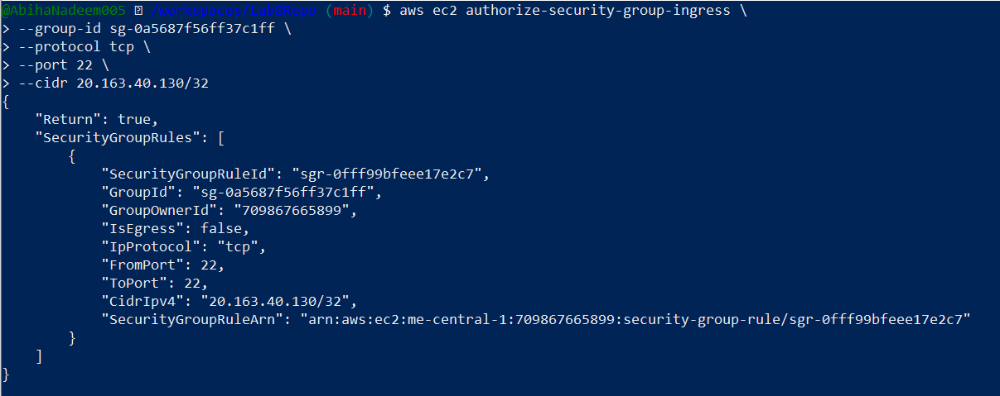 @AbihaNadeem005 /workspaces/Lab8Repo (main) $ aws ec2 authorize-security-group-ingress \
> --group-id sg-0a5687f56ff37c1ff \
> --protocol tcp \
> --port 22 \
> --cidr 20.163.40.130/32
{
    "Return": true,
    "SecurityGroupRules": [
        {
            "SecurityGroupRuleId": "sgr-0fff99bfeee17e2c7",
            "GroupId": "sg-0a5687f56ff37c1ff",
            "GroupOwnerId": "709867665899",
            "IsEgress": false,
            "IpProtocol": "tcp",
            "FromPort": 22,
            "ToPort": 22,
            "CidrIpv4": "20.163.40.130/32",
            "SecurityGroupRuleArn": "arn:aws:ec2:me-central-1:709867665899:security-group-rule/sgr-0fff99bfeee17e2c7"
        }
    ]
}